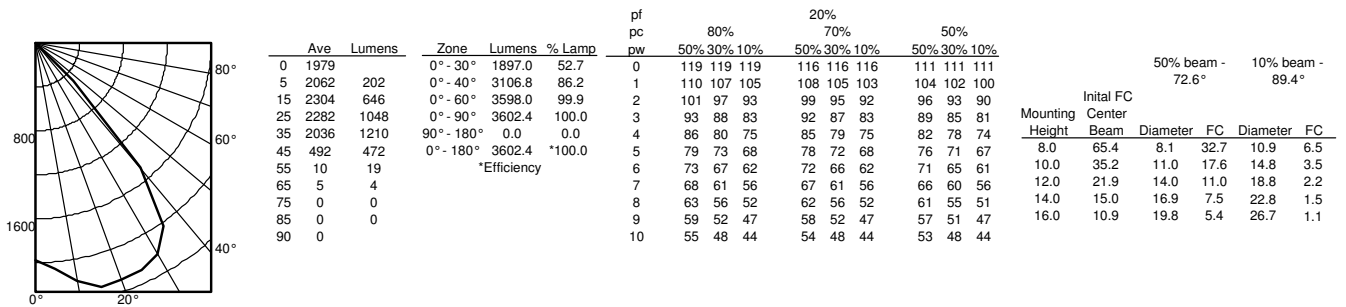 800
1600
80°
60°
40°
0°
20°
Ave Lumens
0 1979
5 2062 202
15 2304 646
25 2282 1048
35 2036 1210
45 492 472
55 10 19
65 5 4
75 0 0
85 0 0
90 0
Zone Lumens % Lamp
0°- 30° 1897.0 52.7
0°- 40° 3106.8 86.2
0°- 60° 3598.0 99.9
0°- 90° 3602.4 100.0
90°- 180° 0.0 0.0
0°- 180° 3602.4 *100.0
*Efficiency
pf 20%
pc 80% 70% 50%
pw 50% 30% 10% 50% 30% 10% 50% 30% 10%
0 119 119 119 116 116 116 111 111 111
1 110 107 105 108 105 103 104 102 100
2 101 97 93 99 95 92 96 93 90
3 93 88 83 92 87 83 89 85 81
4 86 80 75 85 79 75 82 78 74
5 79 73 68 78 72 68 76 71 67
6 73 67 62 72 66 62 71 65 61
7 68 61 56 67 61 56 66 60 56
8 63 56 52 62 56 52 61 55 51
9 59 52 47 58 52 47 57 51 47
10 55 48 44 54 48 44 53 48 44
50% beam - 10% beam -
72.6° 89.4°
Inital FC
Mounting Center
Height Beam Diameter FC Diameter FC
8.0 65.4 8.1 32.7 10.9 6.5
10.0 35.2 11.0 17.6 14.8 3.5
12.0 21.9 14.0 11.0 18.8 2.2
14.0 15.0 16.9 7.5 22.8 1.5
16.0 10.9 19.8 5.4 26.7 1.1